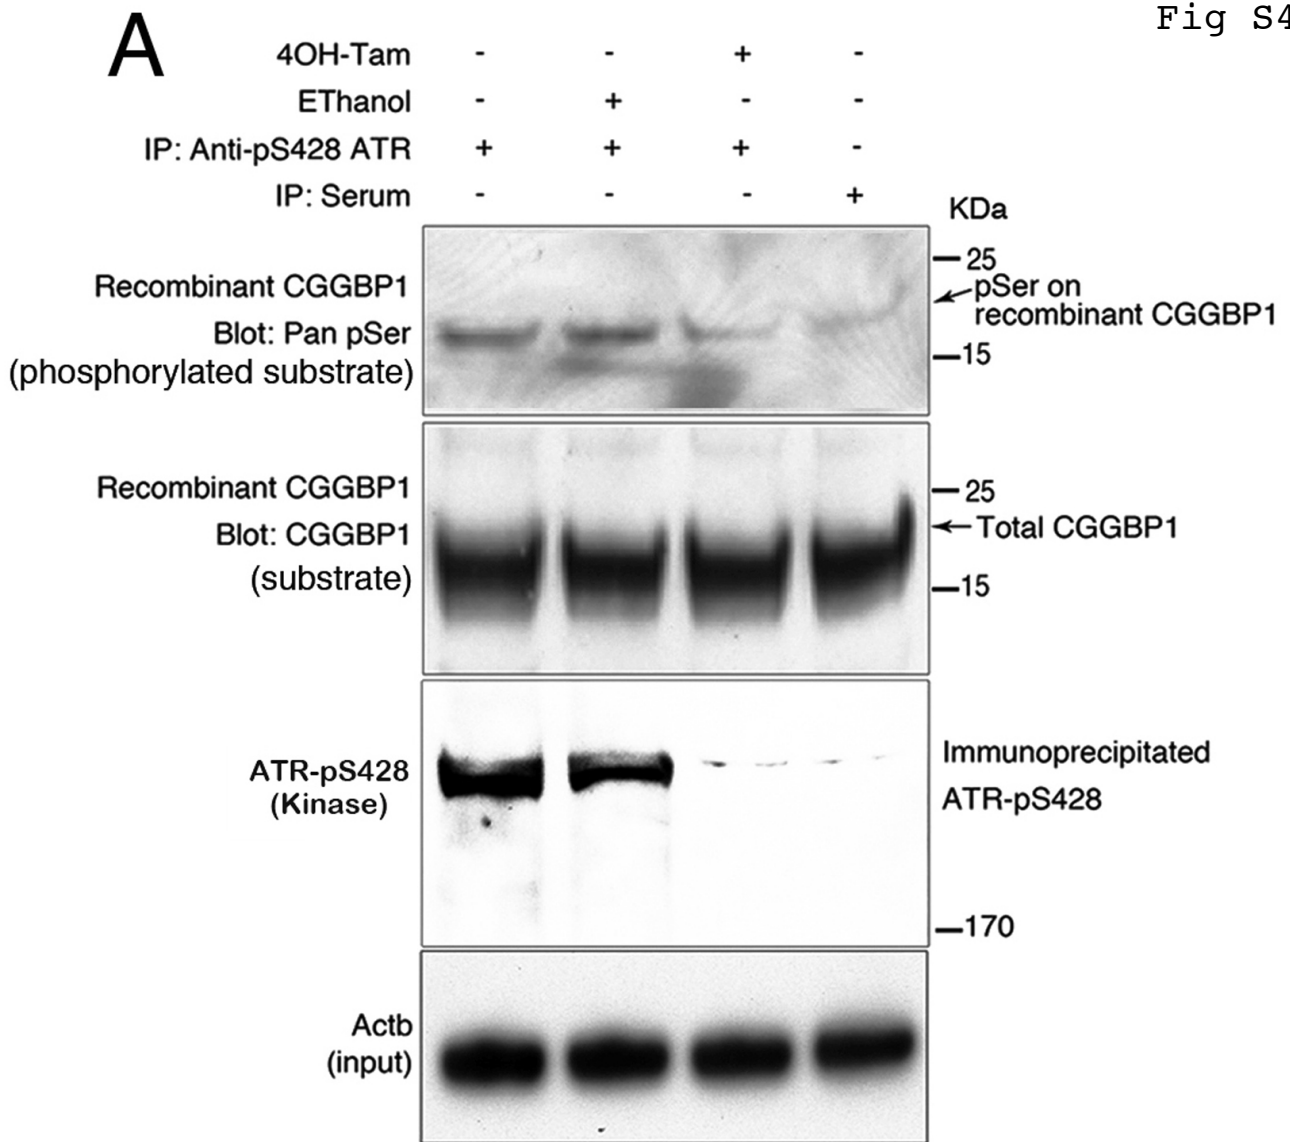 Fig S4
A
4OH-Tam - - + -
EThanol - + - -
IP: Anti-pS428 ATR + + + -
IP: Serum - - - +
KDa
25
Recombinant CGGBP1
pSer on
recombinant CGGBP1
Blot: Pan pSer
15
(phosphorylated substrate)
Recombinant CGGBP1
25
Blot: CGGBP1
Total CGGBP1
(substrate)
15
ATR-pS428
(Kinase)
Immunoprecipitated
ATR-pS428
170
Actb
(input)